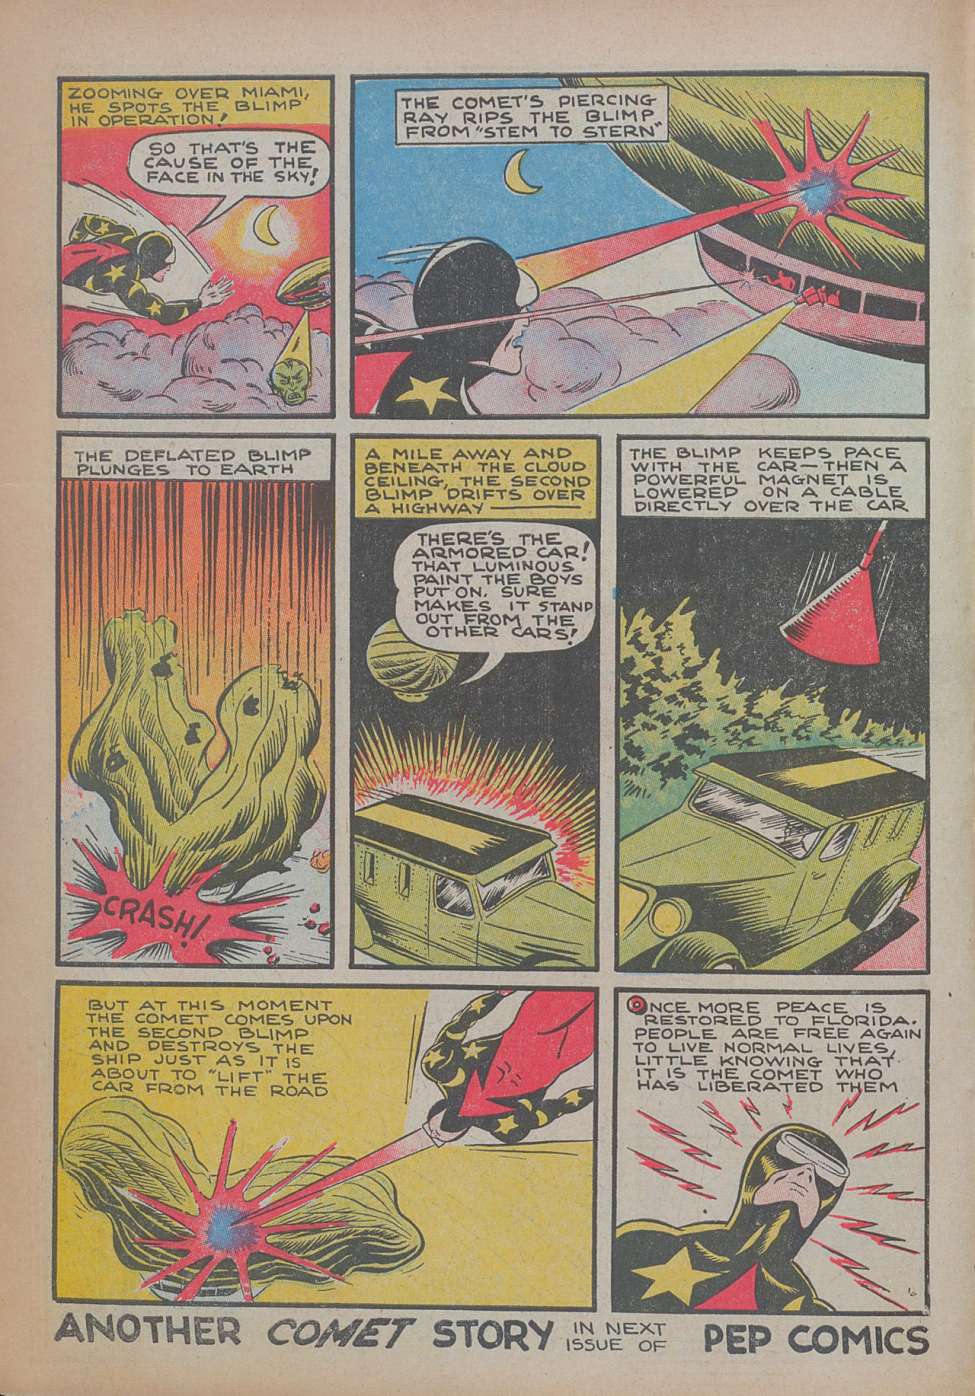 ZOOMING OVER MIAMI,
HE SPOTS THE BLIMP
IN OPERATION!
SO THAT'S THE
CAUSE OF THE
FACE IN THE SKY!
THE COMET'S PIERCING
RAY RIPS THE BLIMP
FROM "STEM TO STERN"
THE DEFLATED BLIMP
PLUNGES TO EARTH
CRASH!
A MILE AWAY AND
BENEATH THE CLOUD
CEILING, THE SECOND
BLIMP DRIFTS OVER
A HIGHWAY —
THERE'S THE
ARMORED CAR!
THAT LUMINOUS
PAINT THE BOYS
PUT ON, SURE
MAKES IT STAND
OUT FROM THE
OTHER CARS!
THE BLIMP KEEPS PACE
WITH THE CAR — THEN A
POWERFUL MAGNET IS
LOWERED ON A CABLE
DIRECTLY OVER THE CAR
BUT AT THIS MOMENT
THE COMET COMES UPON
THE SECOND BLIMP
AND DESTROYS THE
SHIP JUST AS IT IS
ABOUT TO "LIFT" THE
CAR FROM THE ROAD
ONCE MORE PEACE IS
RESTORED TO FLORIDA.
PEOPLE ARE FREE AGAIN
TO LIVE NORMAL LIVES,
LITTLE KNOWING THAT
IT IS THE COMET WHO
HAS LIBERATED THEM
6
ANOTHER COMET STORY IN NEXT
ISSUE OF PEP COMICS